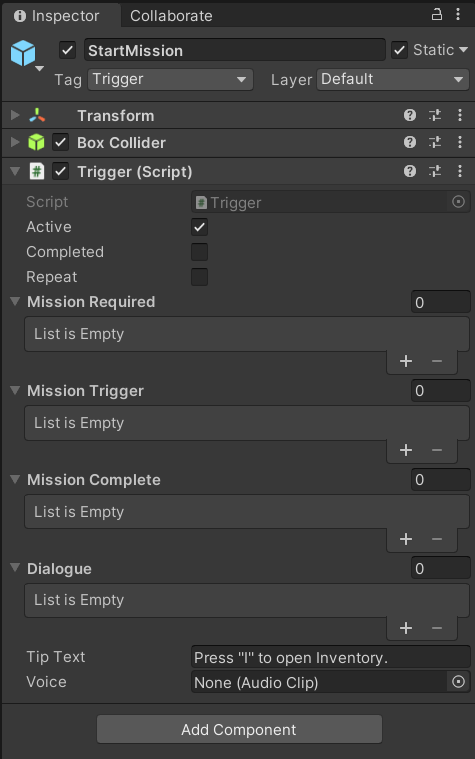 Inspector Collaborate
StartMission Static
Tag Trigger Layer Default
Transform
Box Collider
# Trigger (Script)
Script # Trigger
Active
Completed
Repeat
Mission Required 0
List is Empty
+ −
Mission Trigger 0
List is Empty
+ −
Mission Complete 0
List is Empty
+ −
Dialogue 0
List is Empty
+ −
Tip Text Press "I" to open Inventory.
Voice None (Audio Clip)
Add Component